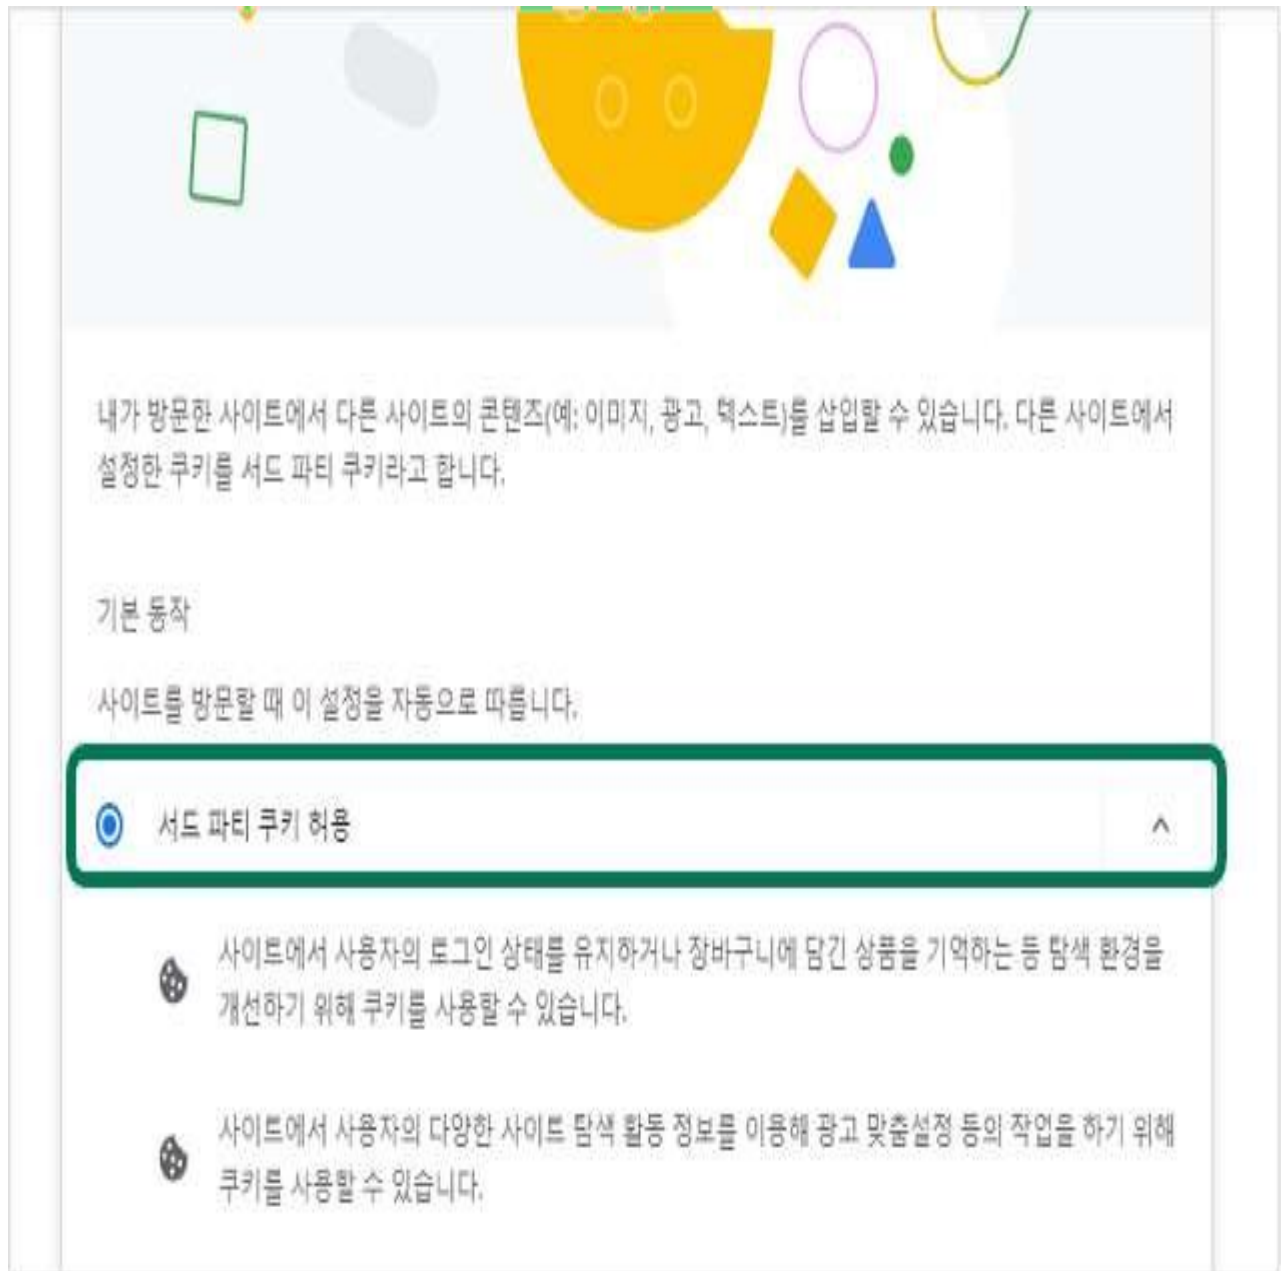 내가 방문한 사이트에서 다른 사이트의 콘텐츠(예: 이미지, 광고, 텍스트)를 삽입할 수 있습니다. 다른 사이트에서
설정한 쿠키를 서드 파티 쿠키라고 합니다.
기본 동작
사이트를 방문할 때 이 설정을 자동으로 따릅니다.
서드 파티 쿠키 허용
사이트에서 사용자의 로그인 상태를 유지하거나 장바구니에 담긴 상품을 기억하는 등 탐색 환경을
개선하기 위해 쿠키를 사용할 수 있습니다.
사이트에서 사용자의 다양한 사이트 탐색 활동 정보를 이용해 광고 맞춤설정 등의 작업을 하기 위해
쿠키를 사용할 수 있습니다.